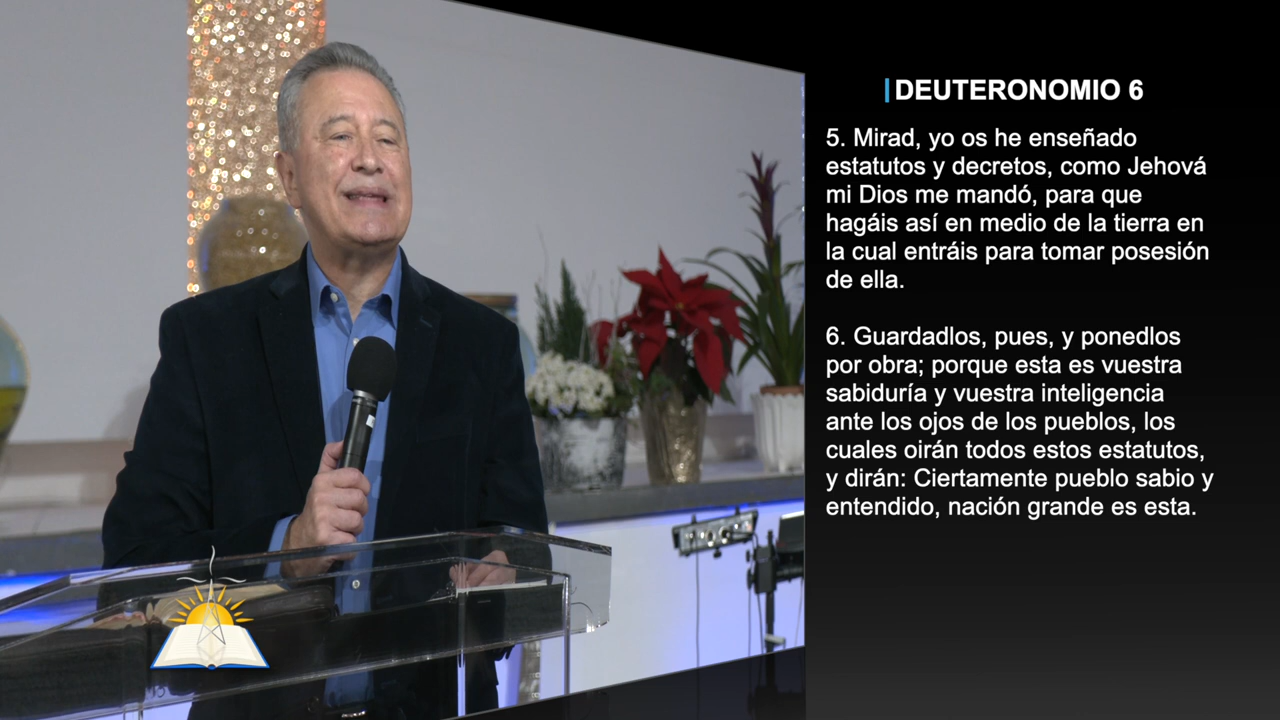 DEUTERONOMIO 6
5. Mirad, yo os he enseñado
estatutos y decretos, como Jehová
mi Dios me mandó, para que
hagáis así en medio de la tierra en
la cual entráis para tomar posesión
de ella.
6. Guardadlos, pues, y ponedlos
por obra; porque esta es vuestra
sabiduría y vuestra inteligencia
ante los ojos de los pueblos, los
cuales oirán todos estos estatutos,
y dirán: Ciertamente pueblo sabio y
entendido, nación grande es esta.